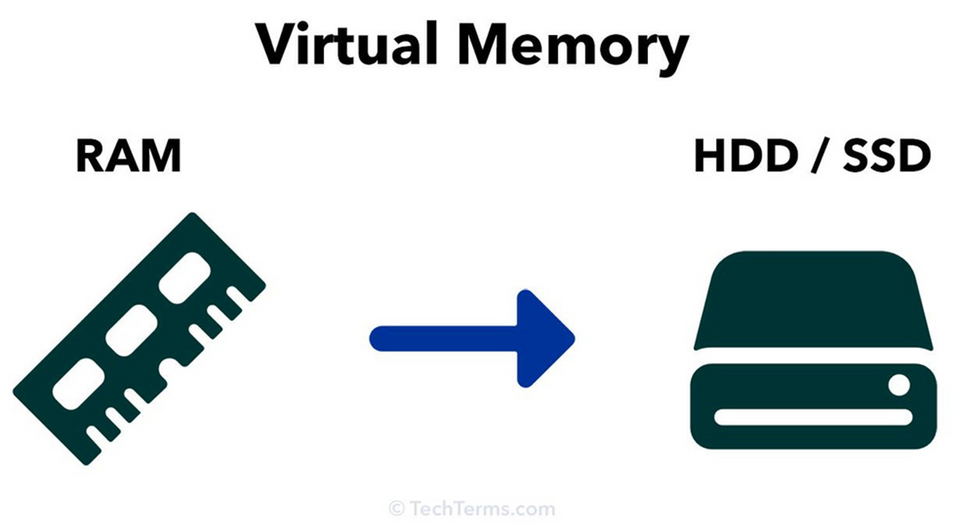 Virtual Memory
RAM
HDD / SSD
© TechTerms.com